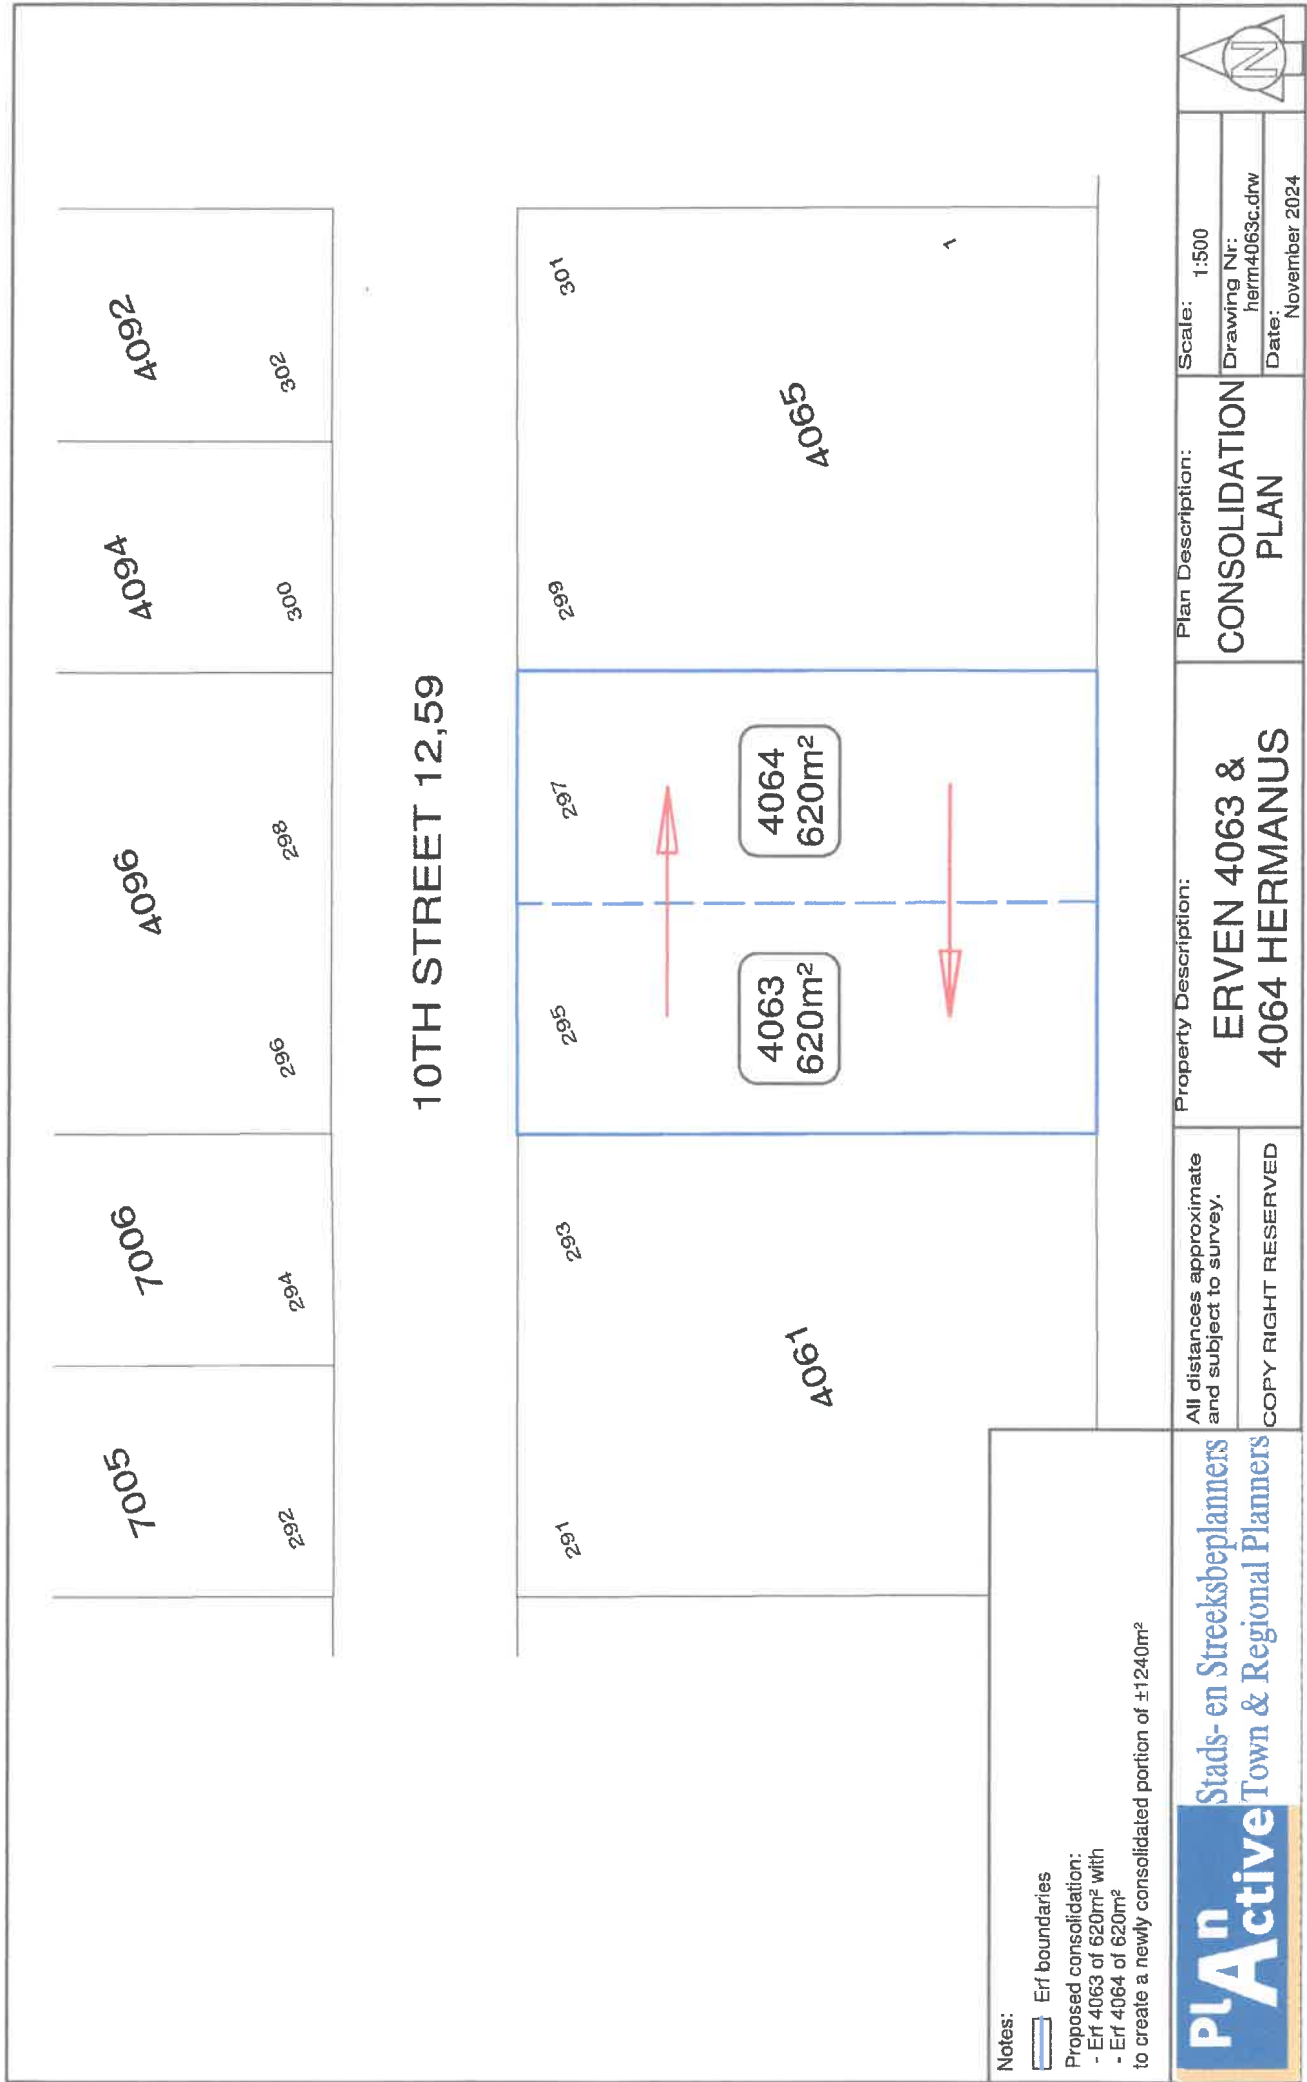 7005
7006
4096
4094
4092
292
294
296
298
300
302
10TH STREET 12,59
291
293
295
297
299
301
4061
4063
620m²
4064
620m²
4065
1
Notes:
Erf boundaries
Proposed consolidation:
- Erf 4063 of 620m² with
- Erf 4064 of 620m²
to create a newly consolidated portion of ±1240m²
Plan
Active
Stads- en Streeksbeplanners
Town & Regional Planners
All distances approximate
and subject to survey.
COPY RIGHT RESERVED
Property Description:
ERVEN 4063 &
4064 HERMANUS
Plan Description:
CONSOLIDATION
PLAN
Scale:
1:500
Drawing Nr:
herm4063c.drw
Date:
November 2024
N